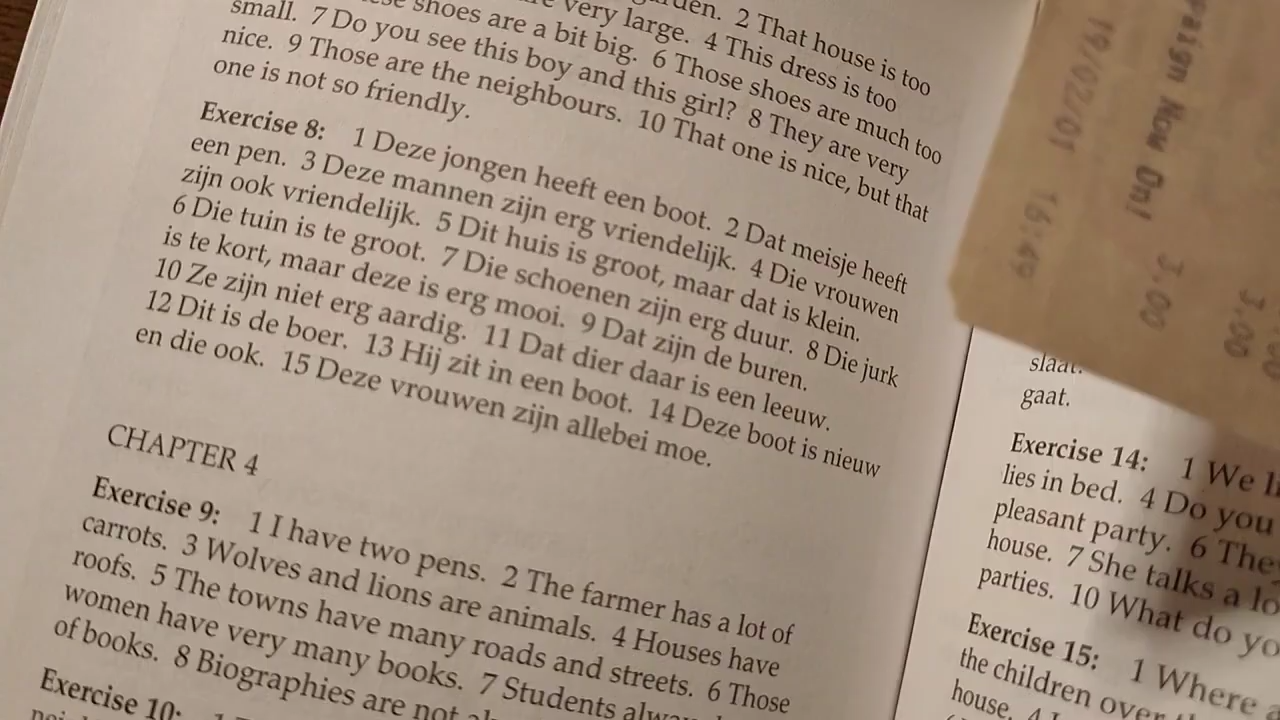 very large. 2 That house is too
small. shoes are a bit big. 4 This dress is too
nice. 7 Do you see this boy and this girl? 6 Those shoes are much too
9 Those are the neighbours. 8 They are very
one is not so friendly. 10 That one is nice, but that
Exercise 8: 1 Deze jongen heeft een boot. 2 Dat meisje heeft
een pen. 3 Deze mannen zijn erg vriendelijk. 4 Die vrouwen
zijn ook vriendelijk. 5 Dit huis is groot, maar dat is klein.
6 Die tuin is te groot. 7 Die schoenen zijn erg duur. 8 Die jurk
is te kort, maar deze is erg mooi. 9 Dat zijn de buren.
10 Ze zijn niet erg aardig. 11 Dat dier daar is een leeuw.
12 Dit is de boer. 13 Hij zit in een boot. 14 Deze boot is nieuw
en die ook. 15 Deze vrouwen zijn allebei moe.
CHAPTER 4
Exercise 9: 1 I have two pens. 2 The farmer has a lot of
carrots. 3 Wolves and lions are animals. 4 Houses have
roofs. 5 The towns have many roads and streets. 6 Those
women have very many books. 7 Students
of books. 8 Biographies are not
Exercise 10:
Now On!
19/02/01 16:49
3.00
3.00
slaat.
gaat.
Exercise 14: 1 We
lies in bed. 4 Do you
pleasant party. 6 They
house. 7 She talks a
parties. 10 What do
Exercise 15: 1 Where
the children over
house. 4